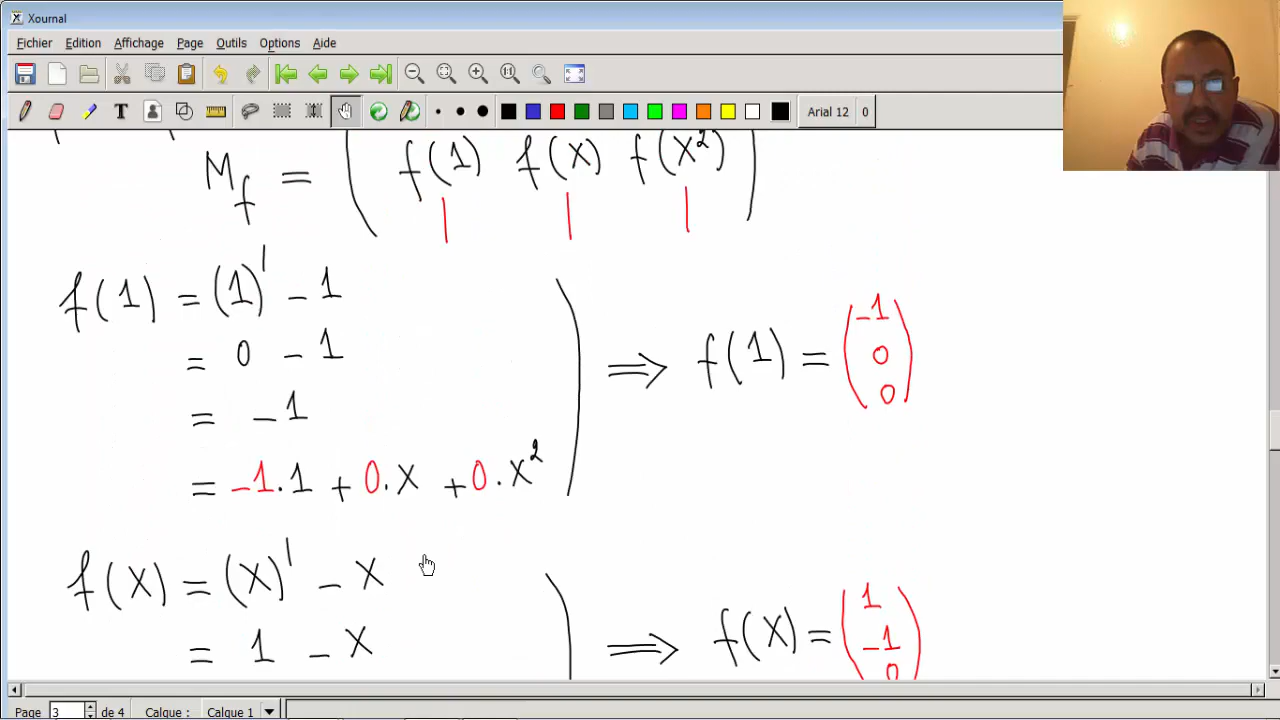 Xournal
Fichier Edition Affichage Page Outils Options Aide
Arial 12 0
M_f = ( f(1) f(X) f(X²) )
f(1) = (1)' - 1
= 0 - 1
= -1
= -1.1 + 0.X + 0.X²
⟹ f(1) = (-1
0
0)
f(X) = (X)' - X
= 1 - X
⟹ f(X) = (1
-1
0
Page 3 de 4 Calque : Calque 1